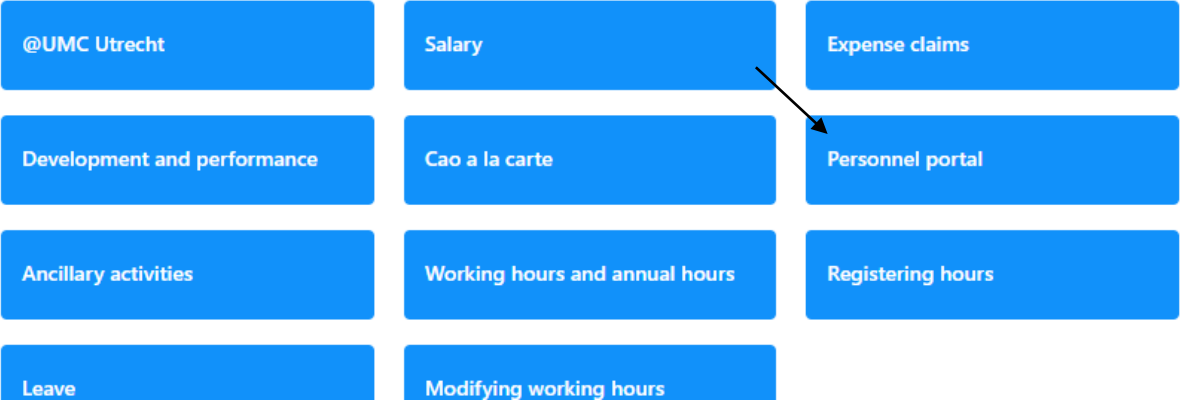 @UMC Utrecht
Salary
Expense claims
Development and performance
Cao a la carte
Personnel portal
Ancillary activities
Working hours and annual hours
Registering hours
Leave
Modifying working hours